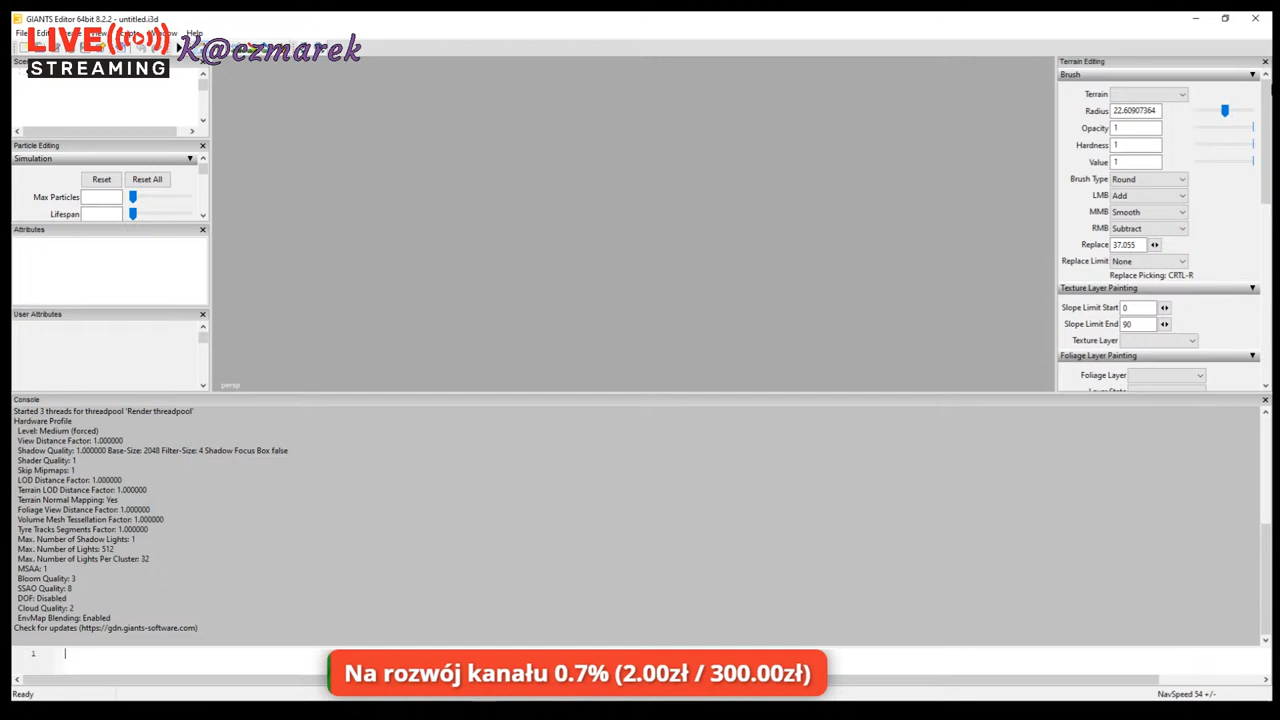 GIANTS Editor 64bit 8.2.2 - untitled.i3d
Help
LIVE
STREAMING
K@czmarek
Particle Editing
Simulation
Reset
Reset All
Max Particles
Lifespan
Attributes
User Attributes
persp
Terrain Editing
Brush
Terrain
Radius 22.60907364
Opacity 1
Hardness 1
Value 1
Brush Type Round
LMB Add
MMB Smooth
RMB Subtract
Replace 37.055
Replace Limit None
Replace Picking: CRTL-R
Texture Layer Painting
Slope Limit Start 0
Slope Limit End 90
Texture Layer
Foliage Layer Painting
Foliage Layer
Console
Started 3 threads for threadpool 'Render threadpool'
Hardware Profile
Level: Medium (forced)
View Distance Factor: 1.000000
Shadow Quality: 1.000000 Base-Size: 2048 Filter-Size: 4 Shadow Focus Box false
Shader Quality: 1
Skip Mipmaps: 1
LOD Distance Factor: 1.000000
Terrain LOD Distance Factor: 1.000000
Terrain Normal Mapping: Yes
Foliage View Distance Factor: 1.000000
Volume Mesh Tessellation Factor: 1.000000
Tyre Tracks Segments Factor: 1.000000
Max. Number of Shadow Lights: 1
Max. Number of Lights: 512
Max. Number of Lights Per Cluster: 32
MSAA: 1
Bloom Quality: 3
SSAO Quality: 8
DOF: Disabled
Cloud Quality: 2
EnvMap Blending: Enabled
Check for updates (https://gdn.giants-software.com)
1
Na rozwój kanału 0.7% (2.00zł / 300.00zł)
Ready
NavSpeed 54 +/-